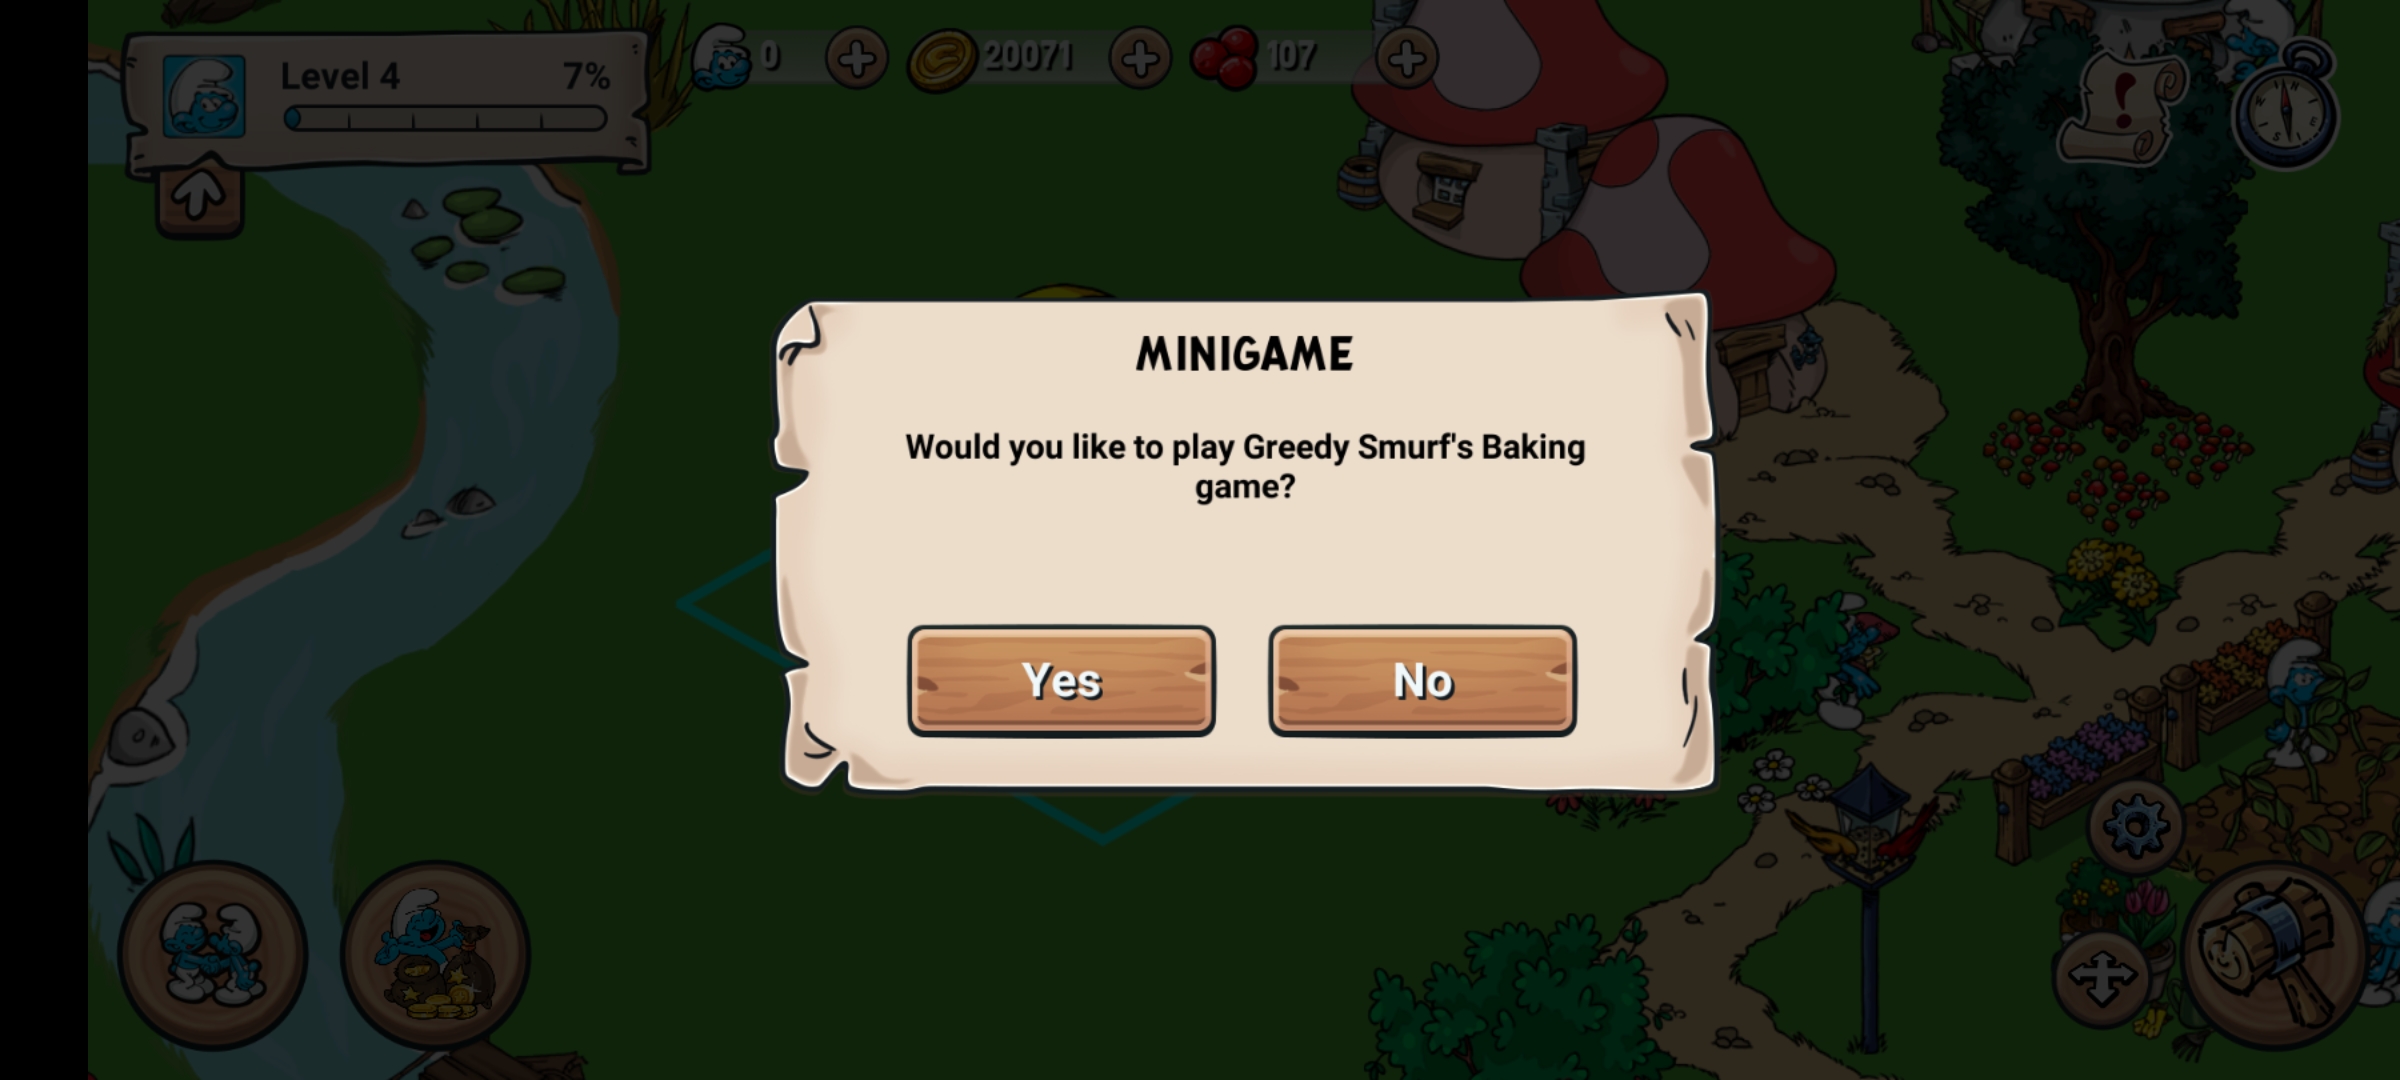 Level 4 7%
0
20071
107
MINIGAME
Would you like to play Greedy Smurf's Baking
game?
Yes
No